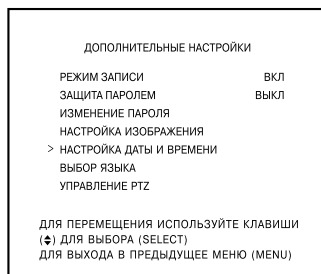 ДОПОЛНИТЕЛЬНЫЕ НАСТРОЙКИ
РЕЖИМ ЗАПИСИ ВКЛ
ЗАЩИТА ПАРОЛЕМ ВЫКЛ
ИЗМЕНЕНИЕ ПАРОЛЯ
НАСТРОЙКА ИЗОБРАЖЕНИЯ
> НАСТРОЙКА ДАТЫ И ВРЕМЕНИ
ВЫБОР ЯЗЫКА
УПРАВЛЕНИЕ PTZ
ДЛЯ ПЕРЕМЕЩЕНИЯ ИСПОЛЬЗУЙТЕ КЛАВИШИ
(⬍) ДЛЯ ВЫБОРА (SELECT)
ДЛЯ ВЫХОДА В ПРЕДЫДУЩЕЕ МЕНЮ (MENU)